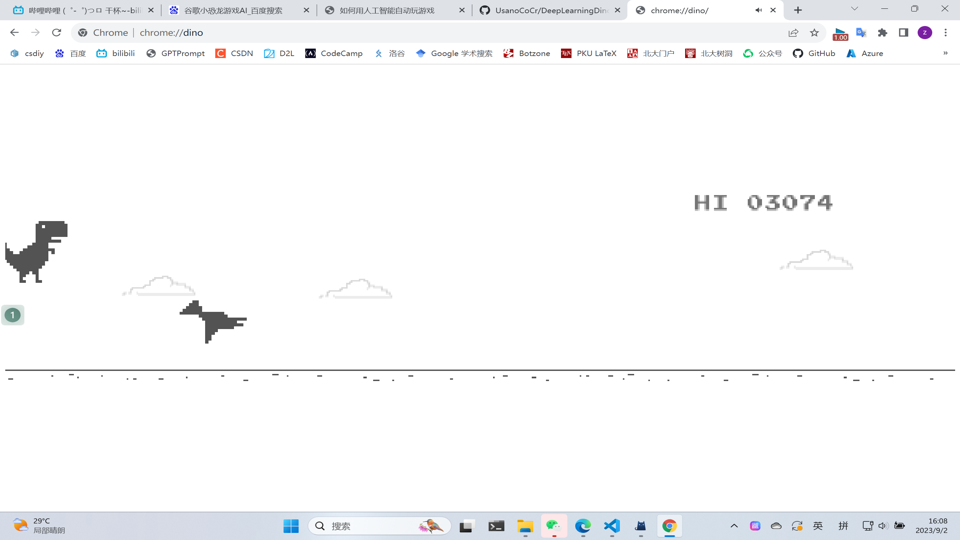 哔哩哔哩 (゜-゜)つロ 干杯~-bili
谷歌小恐龙游戏AI_百度搜索
如何用人工智能自动玩游戏
UsanoCoCr/DeepLearningDin
chrome://dino/
Chrome | chrome://dino
1.00
z
csdiy
百度
bilibili
GPTPrompt
CSDN
D2L
CodeCamp
洛谷
Google 学术搜索
Botzone
PKU LaTeX
北大门户
北大树洞
公众号
GitHub
Azure
»
HI 03074
1
29°C
局部晴朗
搜索
英
拼
16:08
2023/9/2